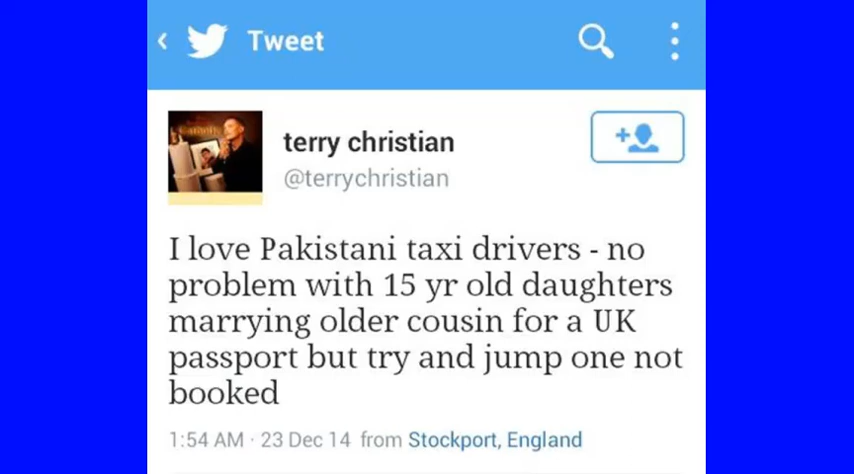 Tweet
terry christian
@terrychristian
I love Pakistani taxi drivers - no
problem with 15 yr old daughters
marrying older cousin for a UK
passport but try and jump one not
booked
1:54 AM · 23 Dec 14 from Stockport, England